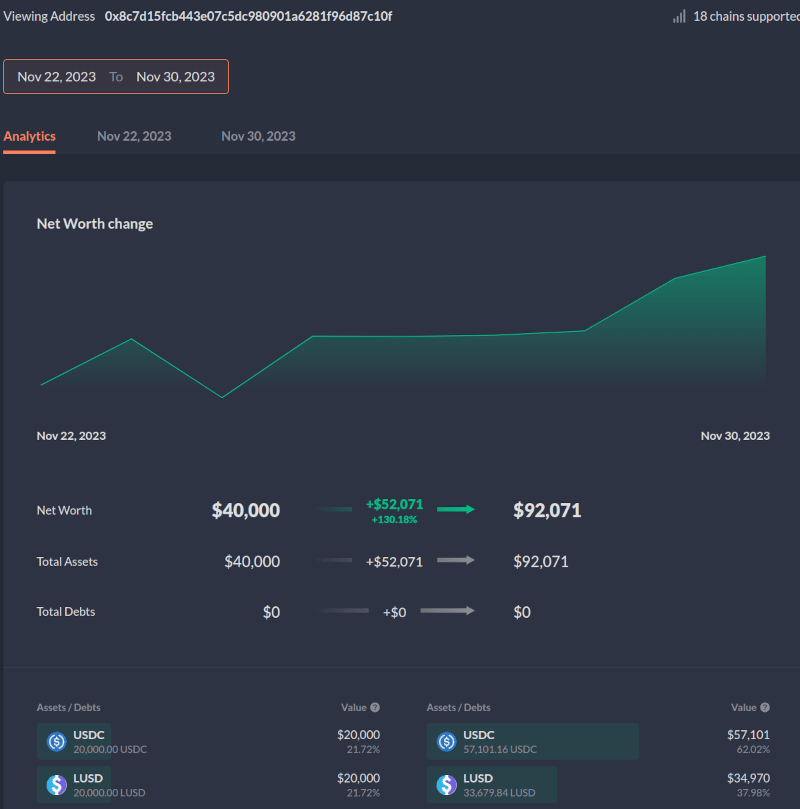 Viewing Address 0x8c7d15fcb443e07c5dc980901a6281f96d87c10f 18 chains supported
Nov 22, 2023 To Nov 30, 2023
Analytics Nov 22, 2023 Nov 30, 2023
Net Worth change
Nov 22, 2023 Nov 30, 2023
Net Worth $40,000 +$52,071 $92,071
+130.18%
Total Assets $40,000 +$52,071 $92,071
Total Debts $0 +$0 $0
Assets / Debts Value ? Assets / Debts Value ?
USDC $20,000 USDC $57,101
20,000.00 USDC 21.72% 57,101.16 USDC 62.02%
LUSD $20,000 LUSD $34,970
20,000.00 LUSD 21.72% 33,679.84 LUSD 37.98%